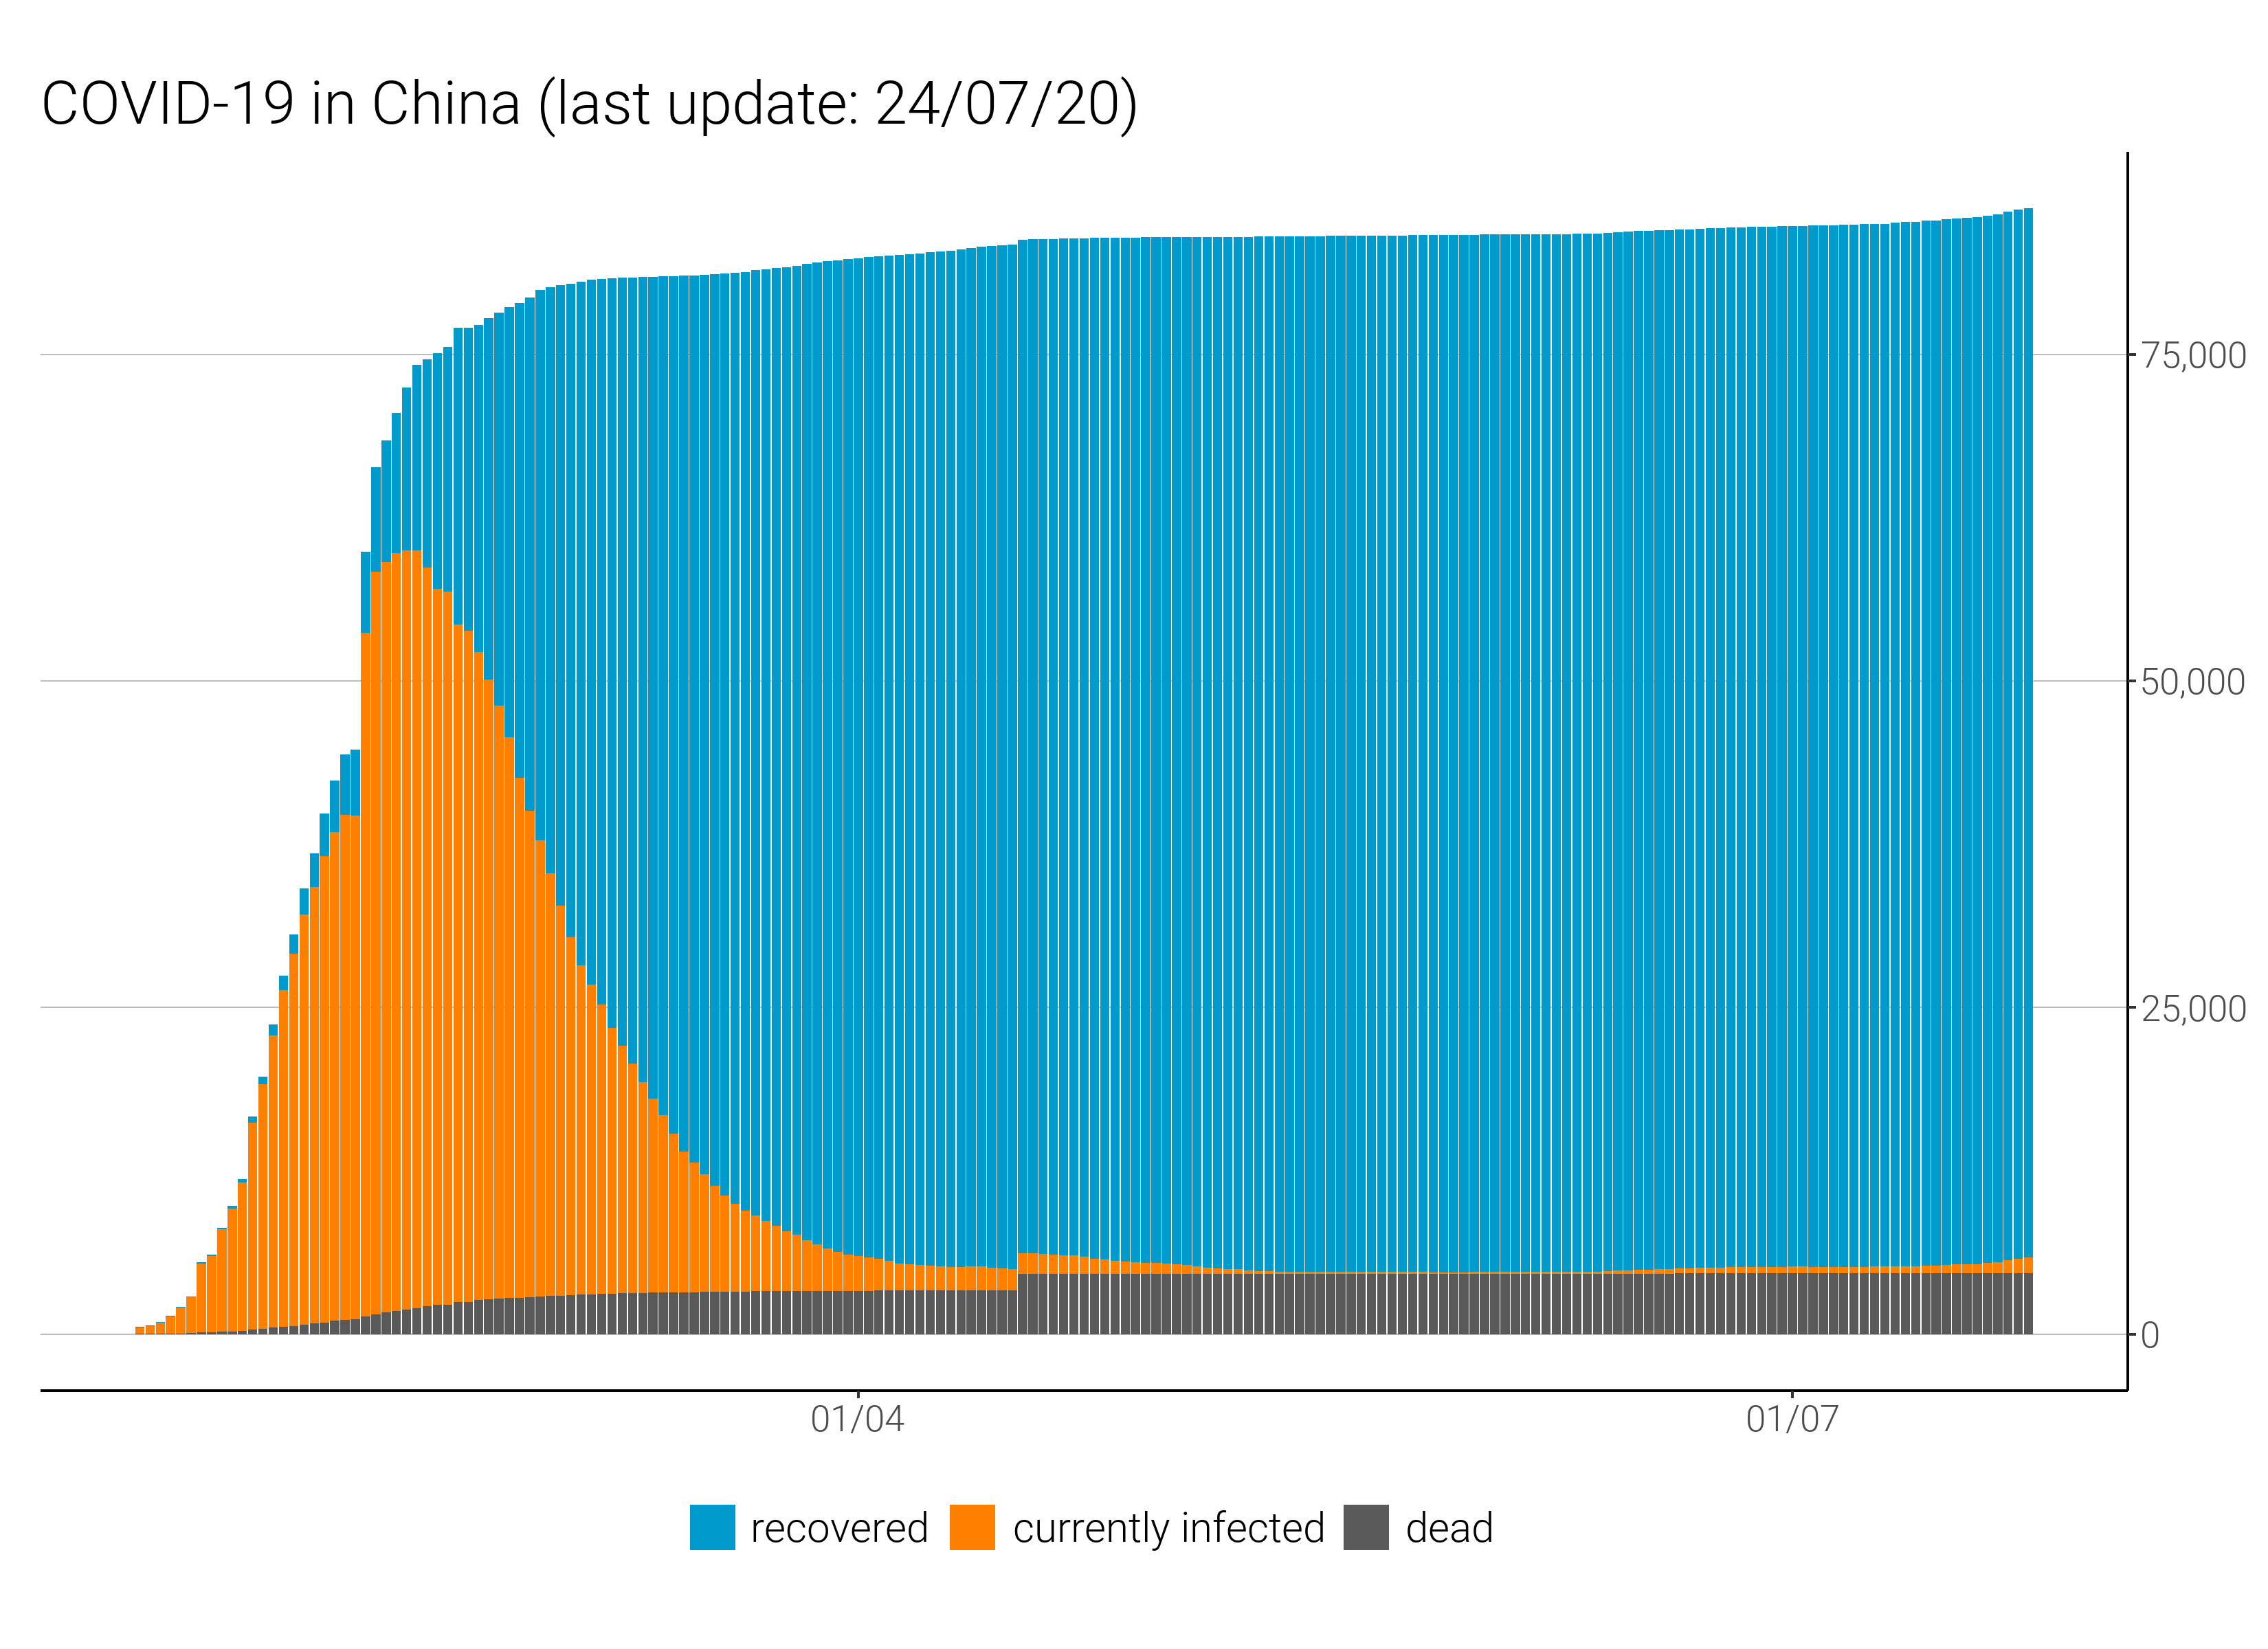 COVID-19 in China (last update: 24/07/20)
75,000
50,000
25,000
0
01/04 01/07
recovered currently infected dead